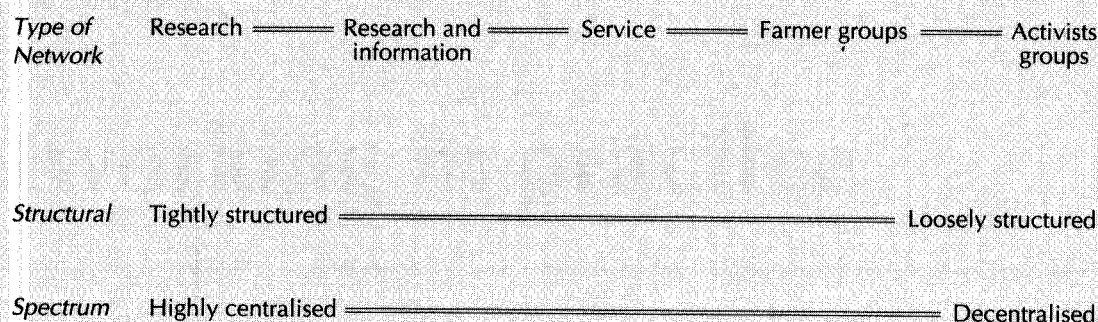 Type of Research Research and Service Farmer groups Activists
Network information groups
Structural Tightly structured Loosely structured
Spectrum Highly centralised Decentralised